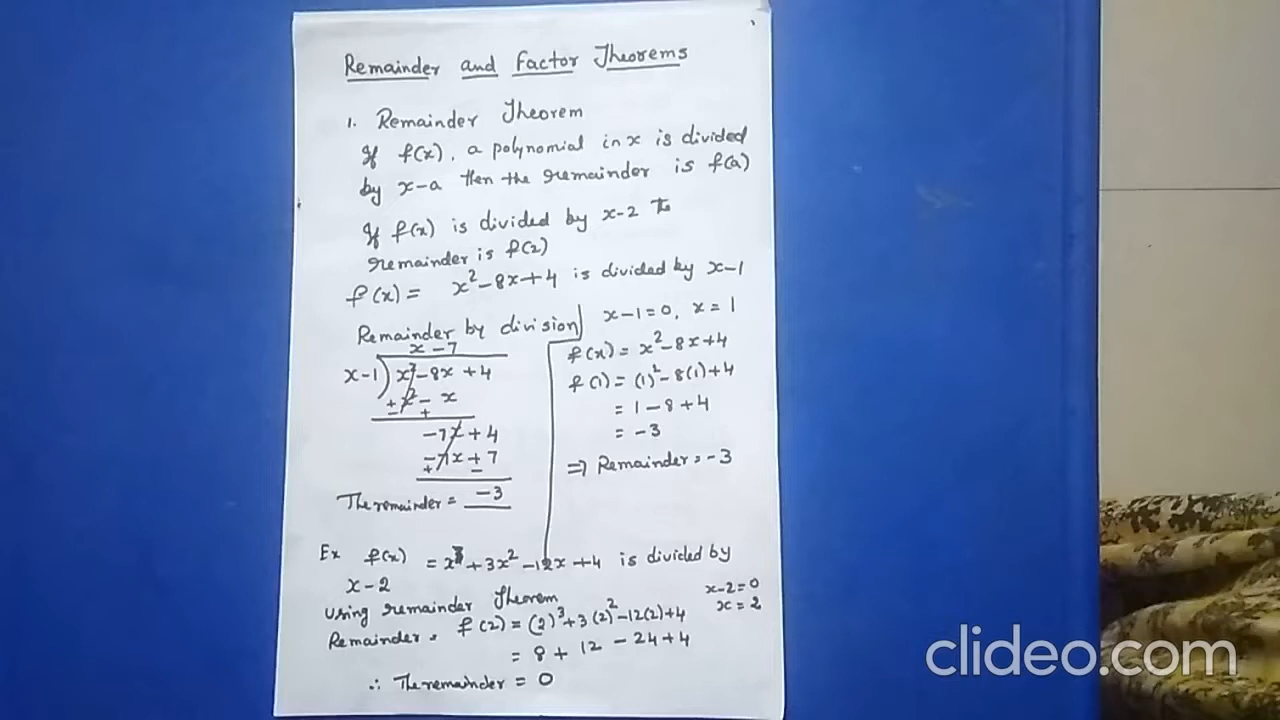 Remainder and Factor Theorems
1. Remainder Theorem
If f(x), a polynomial in x is divided
by x-a then the remainder is f(a)
If f(x) is divided by x-2 the
remainder is f(2)
f(x) = x²-8x+4 is divided by x-1
Remainder by division
x-7
x-1)x²-8x+4
+x²-x
- +
-7x+4
-7x+7
+ -
The remainder = -3
x-1=0, x=1
f(x) = x²-8x+4
f(1) = (1)²-8(1)+4
= 1-8+4
= -3
⇒ Remainder = -3
Ex f(x) = x³+3x²-12x+4 is divided by
x-2
x-2=0
x=2
Using remainder Theorem
Remainder = f(2) = (2)³+3(2)²-12(2)+4
= 8+12-24+4
∴ The remainder = 0
clideo.com